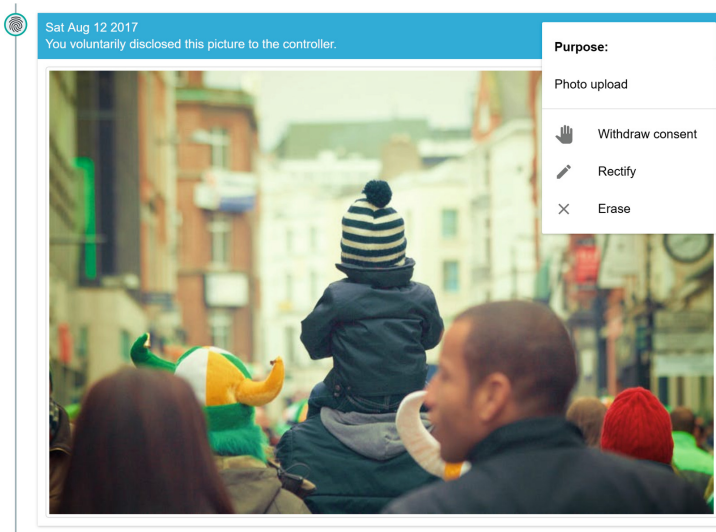 Sat Aug 12 2017
You voluntarily disclosed this picture to the controller.
Purpose:
Photo upload
Withdraw consent
Rectify
Erase